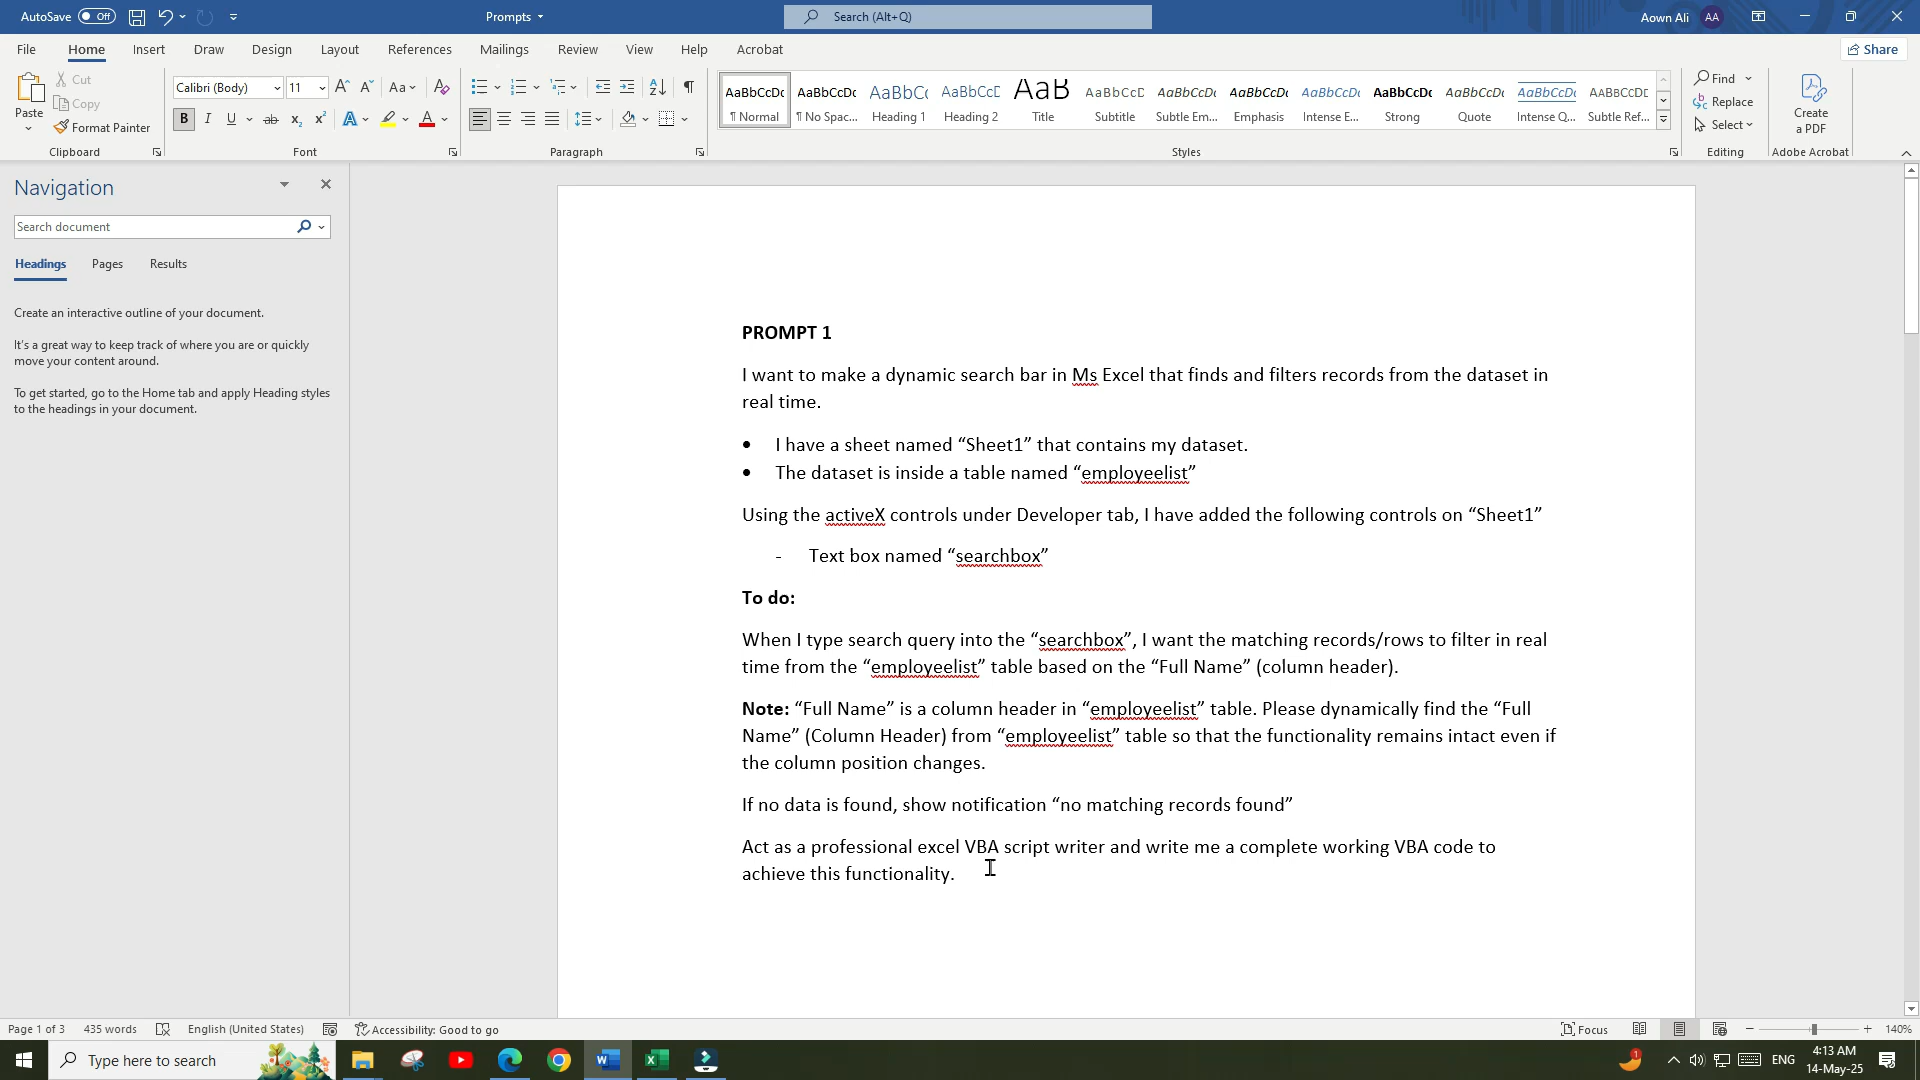 AutoSave Off
Prompts
Search (Alt+Q)
Aown Ali AA
File Home Insert Draw Design Layout References Mailings Review View Help Acrobat
Share
Paste
Cut
Copy
Format Painter
Clipboard
Calibri (Body) 11
Font
Paragraph
AaBbCcDc AaBbCcDc AaBbC AaBbCcD AaB AaBbCcD AaBbCcDc AaBbCcDc AaBbCcDc AaBbCcDc AaBbCcDc AaBbCcDc AABBCCDC
¶ Normal ¶ No Spac... Heading 1 Heading 2 Title Subtitle Subtle Em... Emphasis Intense E... Strong Quote Intense Q... Subtle Ref...
Styles
Find
Replace
Select
Editing
Create
a PDF
Adobe Acrobat
Navigation
Search document
Headings Pages Results
Create an interactive outline of your document.
It's a great way to keep track of where you are or quickly
move your content around.
To get started, go to the Home tab and apply Heading styles
to the headings in your document.
PROMPT 1
I want to make a dynamic search bar in Ms Excel that finds and filters records from the dataset in
real time.
• I have a sheet named “Sheet1” that contains my dataset.
• The dataset is inside a table named “employeelist”
Using the activeX controls under Developer tab, I have added the following controls on “Sheet1”
- Text box named “searchbox”
To do:
When I type search query into the “searchbox”, I want the matching records/rows to filter in real
time from the “employeelist” table based on the “Full Name” (column header).
Note: “Full Name” is a column header in “employeelist” table. Please dynamically find the “Full
Name” (Column Header) from “employeelist” table so that the functionality remains intact even if
the column position changes.
If no data is found, show notification “no matching records found”
Act as a professional excel VBA script writer and write me a complete working VBA code to
achieve this functionality.
Page 1 of 3 435 words English (United States) Accessibility: Good to go
Focus
140%
Type here to search
1
ENG
4:13 AM
14-May-25